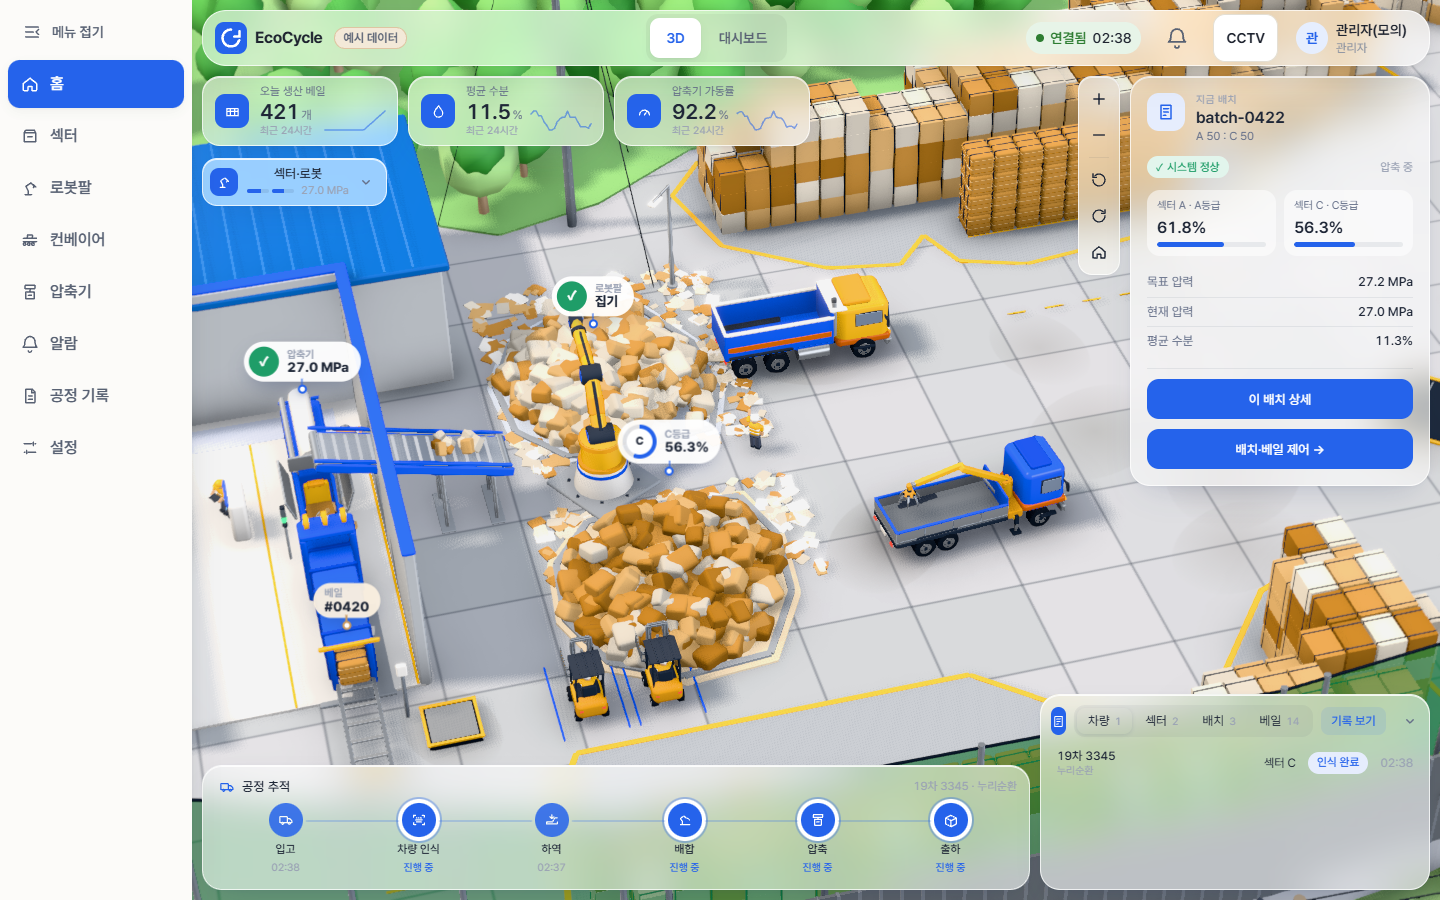 메뉴 접기
홈
섹터
로봇팔
컨베이어
압축기
알람
공정 기록
설정
EcoCycle
예시 데이터
3D
대시보드
연결됨 02:38
CCTV
관
관리자(모의)
관리자
오늘 생산 베일
421 개
최근 24시간
평균 수분
11.5 %
최근 24시간
압축기 가동률
92.2 %
최근 24시간
섹터·로봇
27.0 MPa
지금 배치
batch-0422
A 50 : C 50
✓ 시스템 정상
압축 중
섹터 A · A등급
61.8%
섹터 C · C등급
56.3%
목표 압력 27.2 MPa
현재 압력 27.0 MPa
평균 수분 11.3%
이 배치 상세
배치·베일 제어 →
로봇팔
집기
압축기
27.0 MPa
C
C등급
56.3%
베일
#0420
공정 추적
19차 3345 · 누리순환
입고
02:38
차량 인식
진행 중
하역
02:37
배합
진행 중
압축
진행 중
출하
진행 중
차량 1
섹터 2
배치 3
베일 14
기록 보기
19차 3345
누리순환
섹터 C
인식 완료
02:38